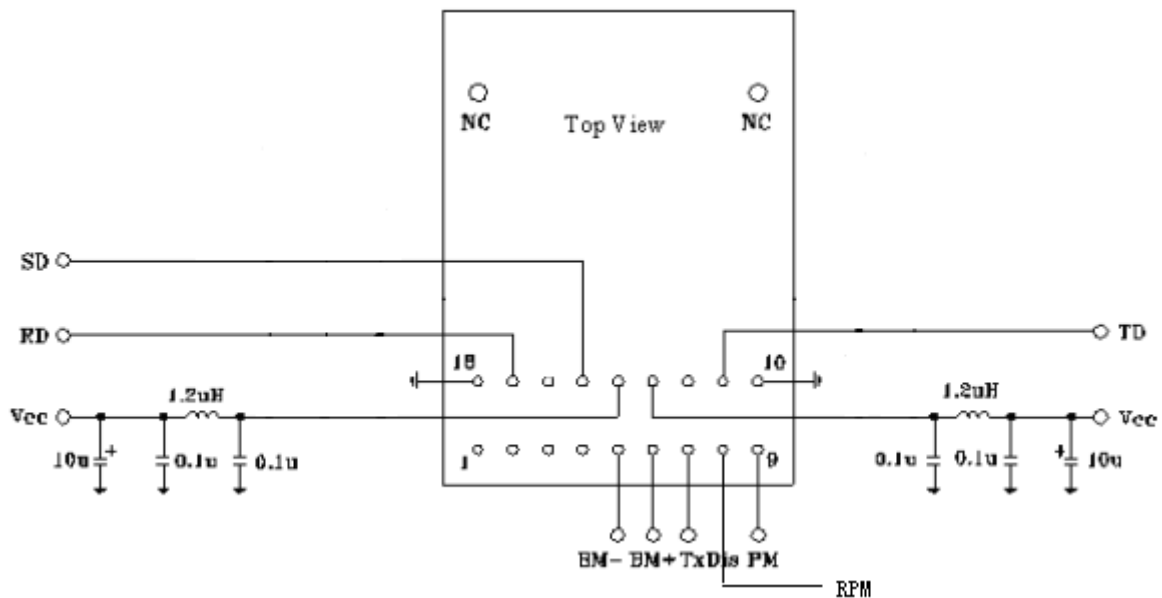 NC Top View NC
SD
RD
TD
18 10
1.2uH 1.2uH
Vcc Vcc
10u + 0.1u 0.1u 1 9 0.1u 0.1u + 10u
BM- BM+ TxDis PM
RPM